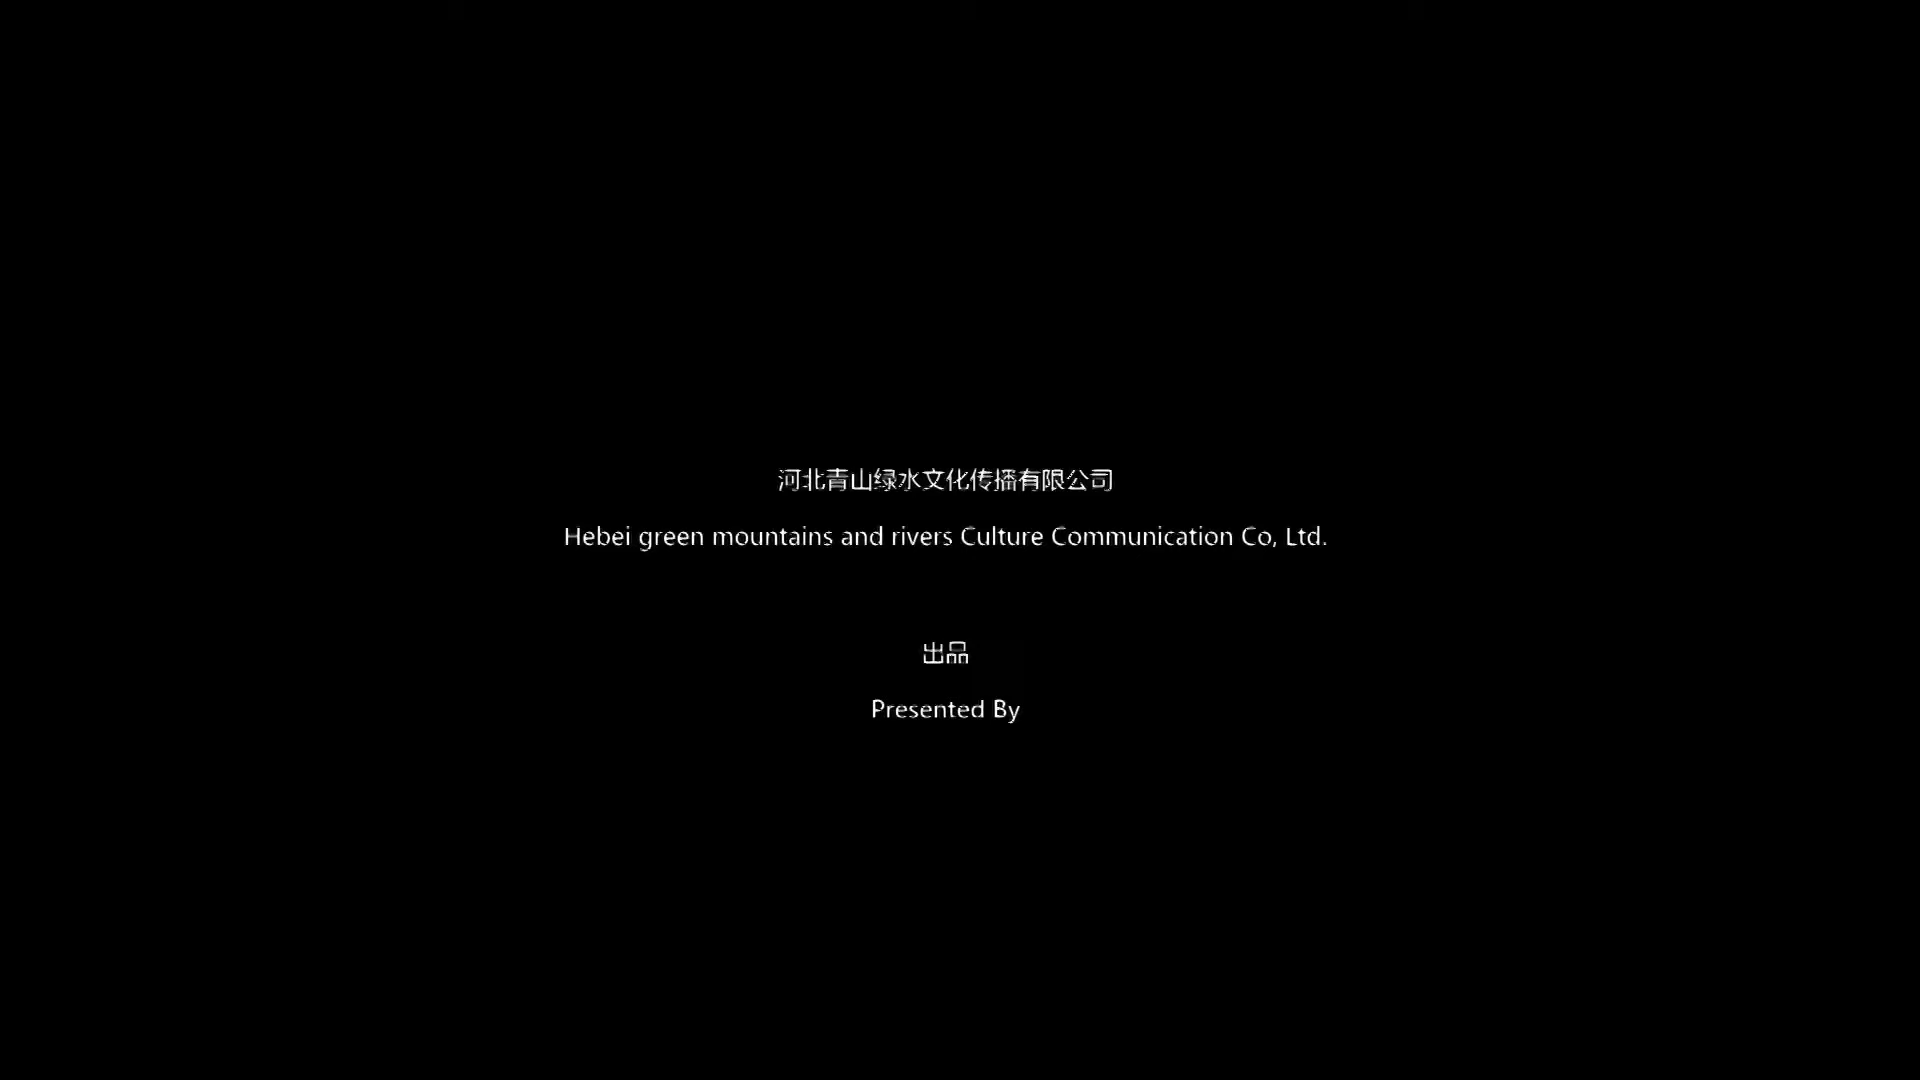 河北青山绿水文化传播有限公司
Hebei green mountains and rivers Culture Communication Co, Ltd.
出品
Presented By